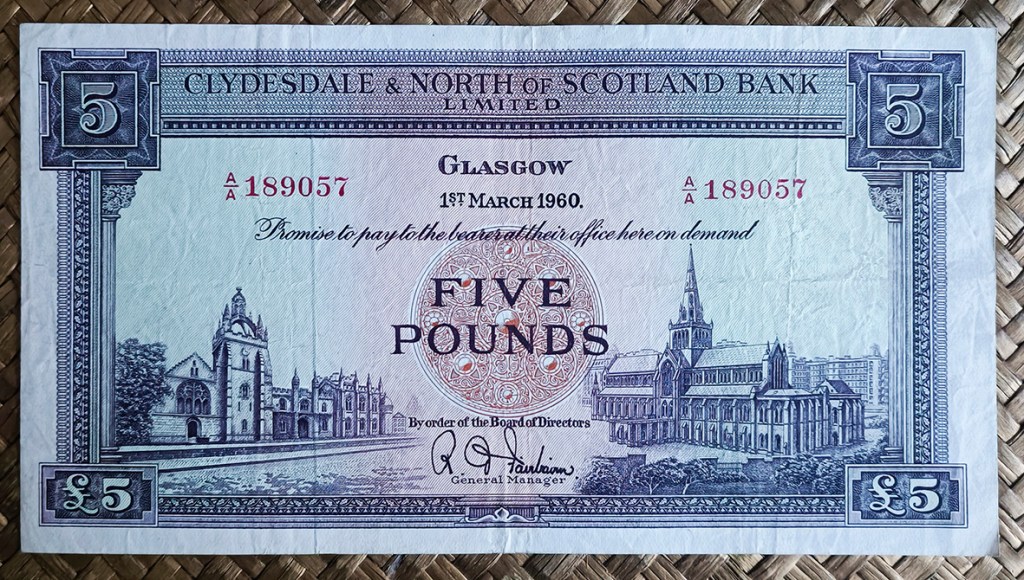 5 5
CLYDESDALE & NORTH OF SCOTLAND BANK
LIMITED
GLASGOW
A/A 189057 A/A 189057
1ST MARCH 1960.
Promise to pay to the bearer at their office here on demand
FIVE
POUNDS
By order of the Board of Directors
R. D. Fairbairn
General Manager
£5 £5